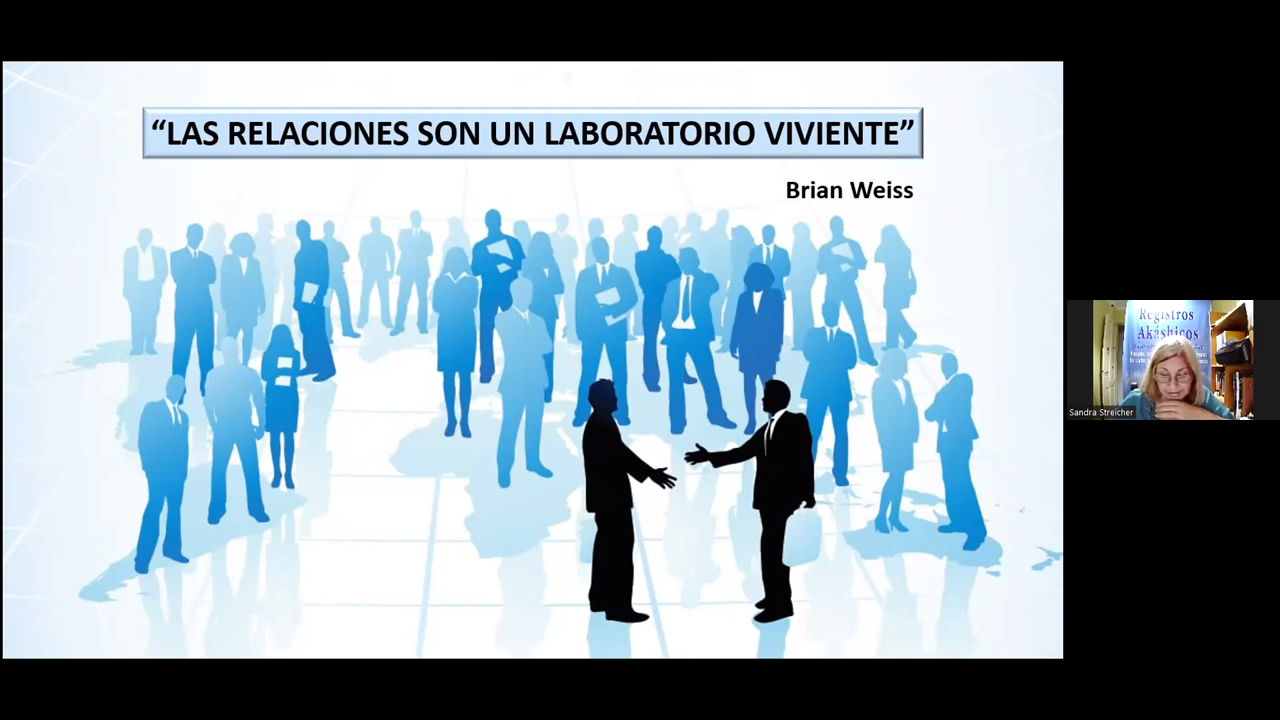 “LAS RELACIONES SON UN LABORATORIO VIVIENTE”
Brian Weiss
Registros
Akáshicos
Sandra Streicher